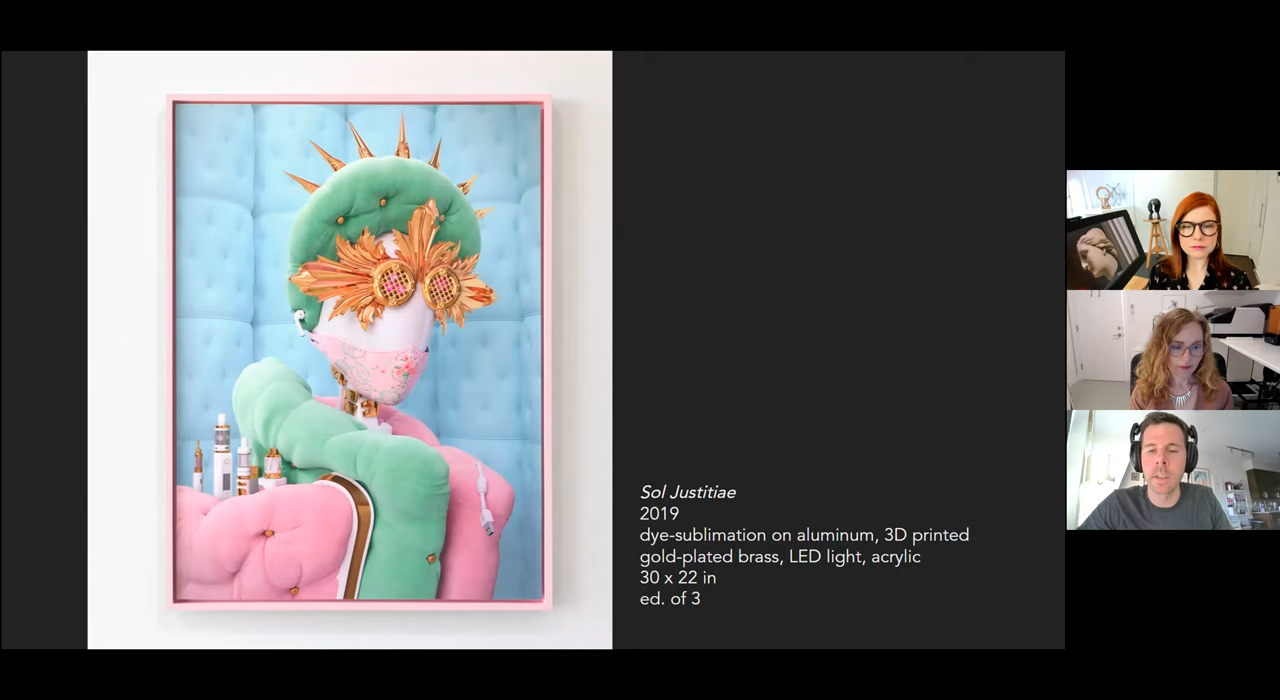 Sol Justitiae
2019
dye-sublimation on aluminum, 3D printed
gold-plated brass, LED light, acrylic
30 x 22 in
ed. of 3